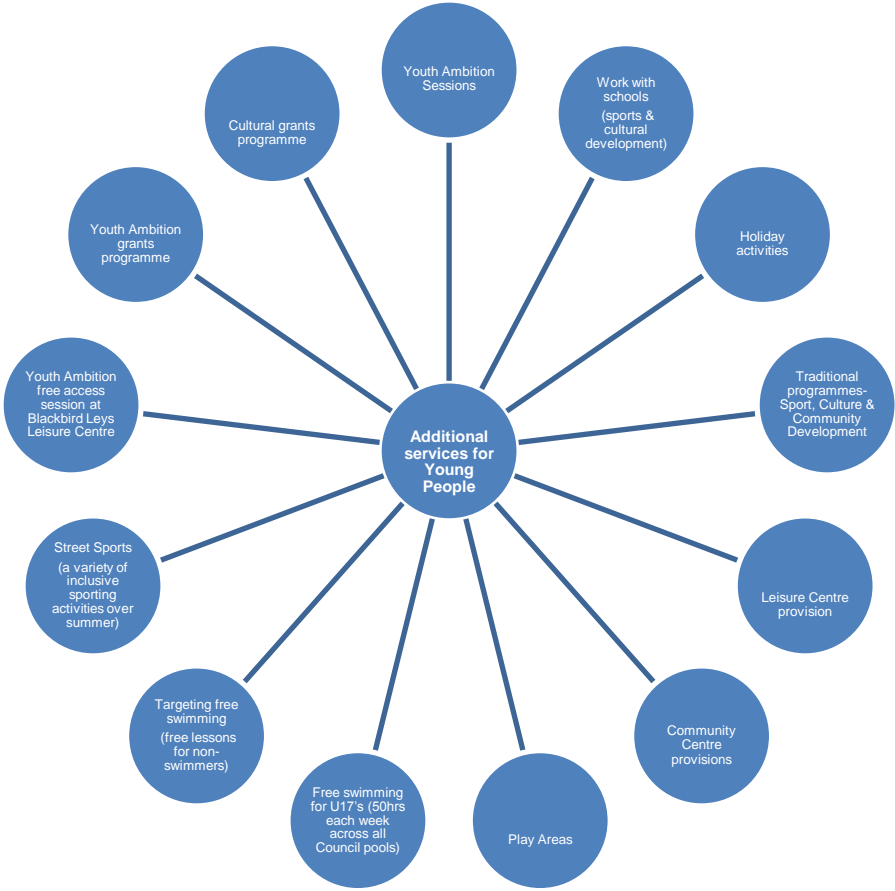 Youth Ambition
Sessions
Work with
schools
(sports &
cultural
development)
Holiday
activities
Traditional
programmes-
Sport, Culture &
Community
Development
Leisure Centre
provision
Community
Centre
provisions
Play Areas
Free swimming
for U17's (50hrs
each week
across all
Council pools)
Targeting free
swimming
(free lessons
for non-
swimmers)
Street Sports
(a variety of
inclusive
sporting
activities over
summer)
Youth Ambition
free access
session at
Blackbird Leys
Leisure Centre
Youth Ambition
grants
programme
Cultural grants
programme
Additional
services for
Young
People